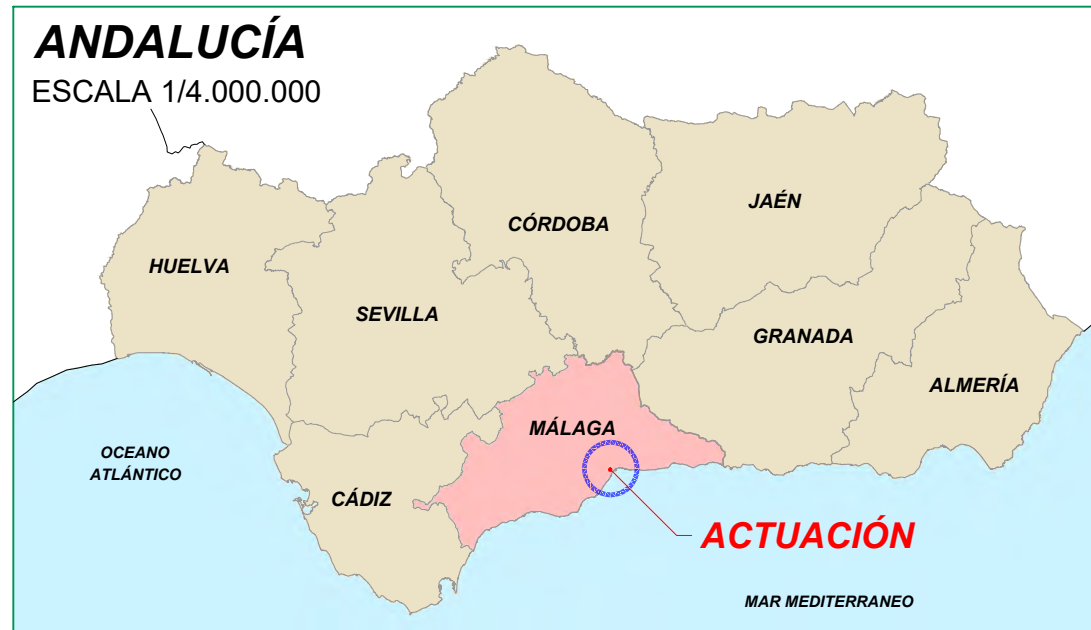 ANDALUCÍA
ESCALA 1/4.000.000
JAÉN
CÓRDOBA
HUELVA
SEVILLA
GRANADA
ALMERÍA
MÁLAGA
OCEANO
ATLÁNTICO
CÁDIZ
ACTUACIÓN
MAR MEDITERRANEO